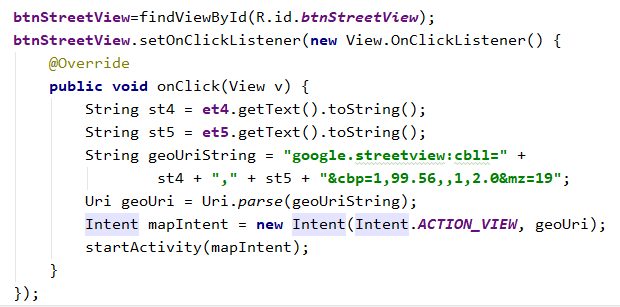 btnStreetView=findViewById(R.id.btnStreetView);
btnStreetView.setOnClickListener(new View.OnClickListener() {
@Override
public void onClick(View v) {
String st4 = et4.getText().toString();
String st5 = et5.getText().toString();
String geoUriString = "google.streetview:cbll=" +
st4 + "," + st5 + "&cbp=1,99.56,,1,2.0&mz=19";
Uri geoUri = Uri.parse(geoUriString);
Intent mapIntent = new Intent(Intent.ACTION_VIEW, geoUri);
startActivity(mapIntent);
}
});